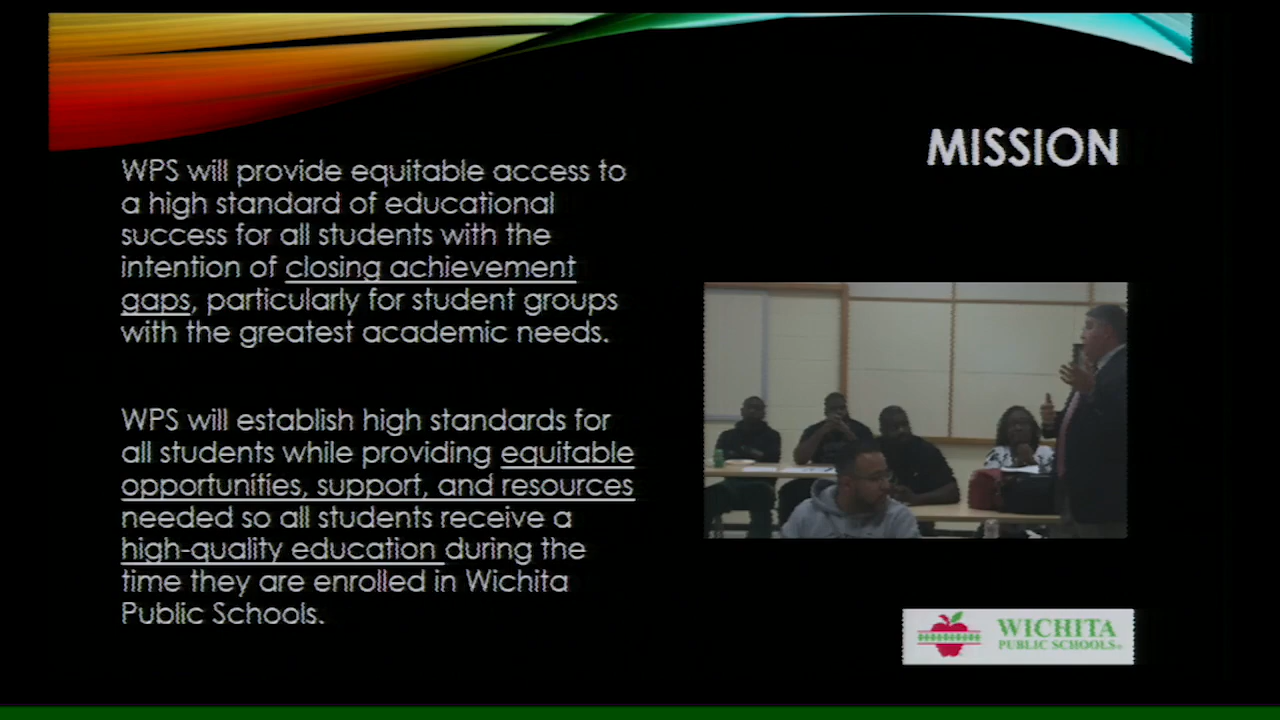 MISSION
WPS will provide equitable access to
a high standard of educational
success for all students with the
intention of closing achievement
gaps, particularly for student groups
with the greatest academic needs.
WPS will establish high standards for
all students while providing equitable
opportunities, support, and resources
needed so all students receive a
high-quality education during the
time they are enrolled in Wichita
Public Schools.
WICHITA
PUBLIC SCHOOLS